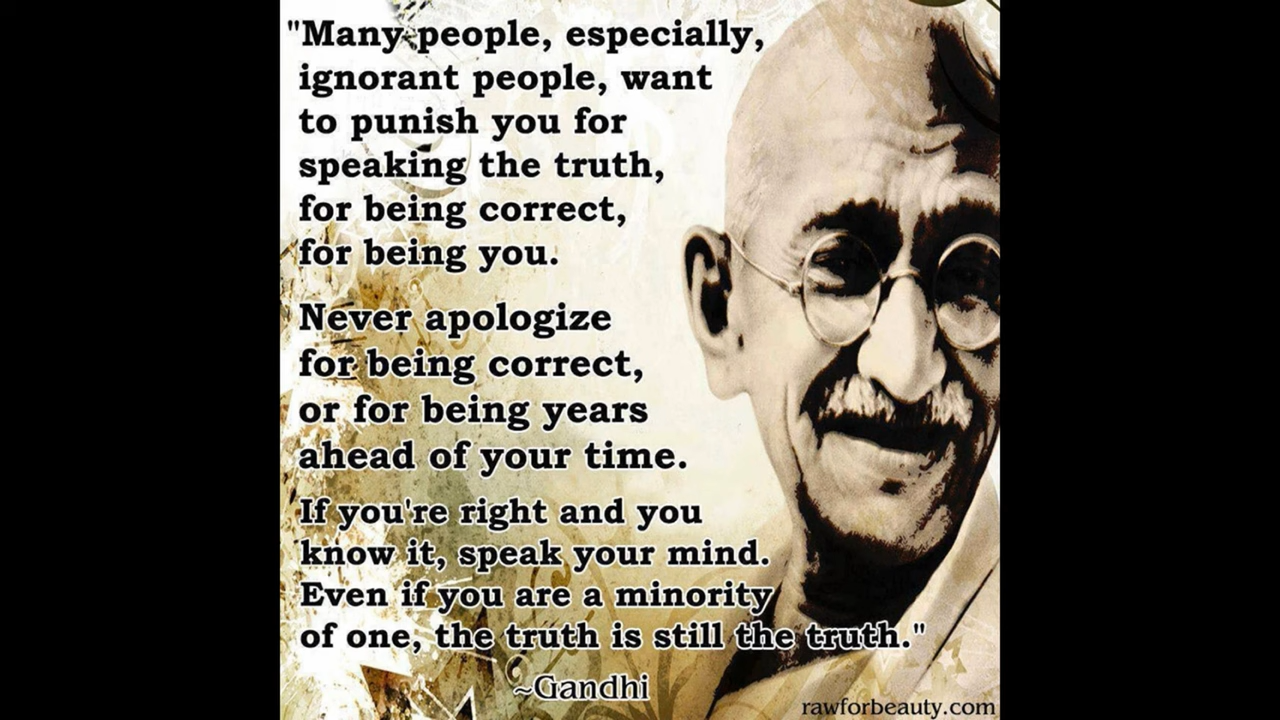 "Many people, especially,
ignorant people, want
to punish you for
speaking the truth,
for being correct,
for being you.
Never apologize
for being correct,
or for being years
ahead of your time.
If you're right and you
know it, speak your mind.
Even if you are a minority
of one, the truth is still the truth."
~Gandhi
rawforbeauty.com